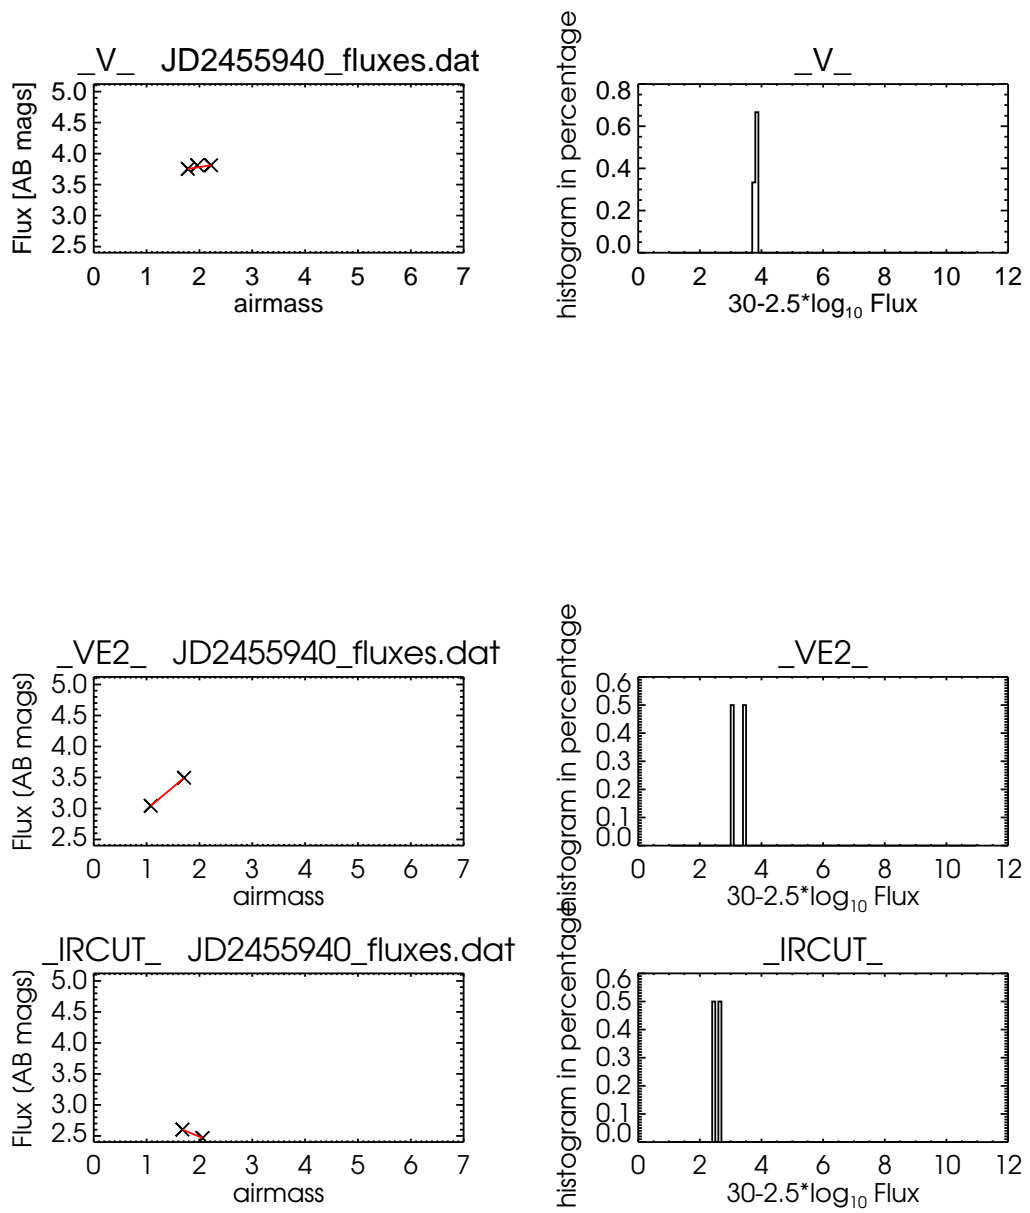 _V_ JD2455940_fluxes.dat
Flux [AB mags]
5.0
4.5
4.0
3.5
3.0
2.5
0 1 2 3 4 5 6 7
airmass
_V_
histogram in percentage
0.8
0.6
0.4
0.2
0.0
0 2 4 6 8 10 12
30-2.5*log₁₀ Flux
_VE2_ JD2455940_fluxes.dat
Flux (AB mags)
5.0
4.5
4.0
3.5
3.0
2.5
0 1 2 3 4 5 6 7
airmass
_VE2_
histogram in percentage
0.6
0.5
0.4
0.3
0.2
0.1
0.0
0 2 4 6 8 10 12
30-2.5*log₁₀ Flux
_IRCUT_ JD2455940_fluxes.dat
Flux (AB mags)
5.0
4.5
4.0
3.5
3.0
2.5
0 1 2 3 4 5 6 7
airmass
_IRCUT_
histogram in percentage
0.6
0.5
0.4
0.3
0.2
0.1
0.0
0 2 4 6 8 10 12
30-2.5*log₁₀ Flux